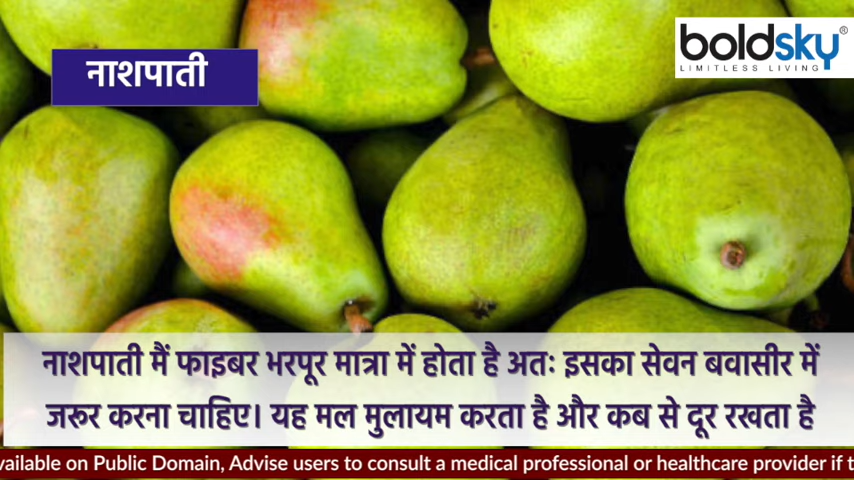 boldsky®
LIMITLESS LIVING
नाशपाती
नाशपाती मैं फाइबर भरपूर मात्रा में होता है अतः इसका सेवन बवासीर में
जरूर करना चाहिए। यह मल मुलायम करता है और कब से दूर रखता है
vailable on Public Domain, Advise users to consult a medical professional or healthcare provider if t